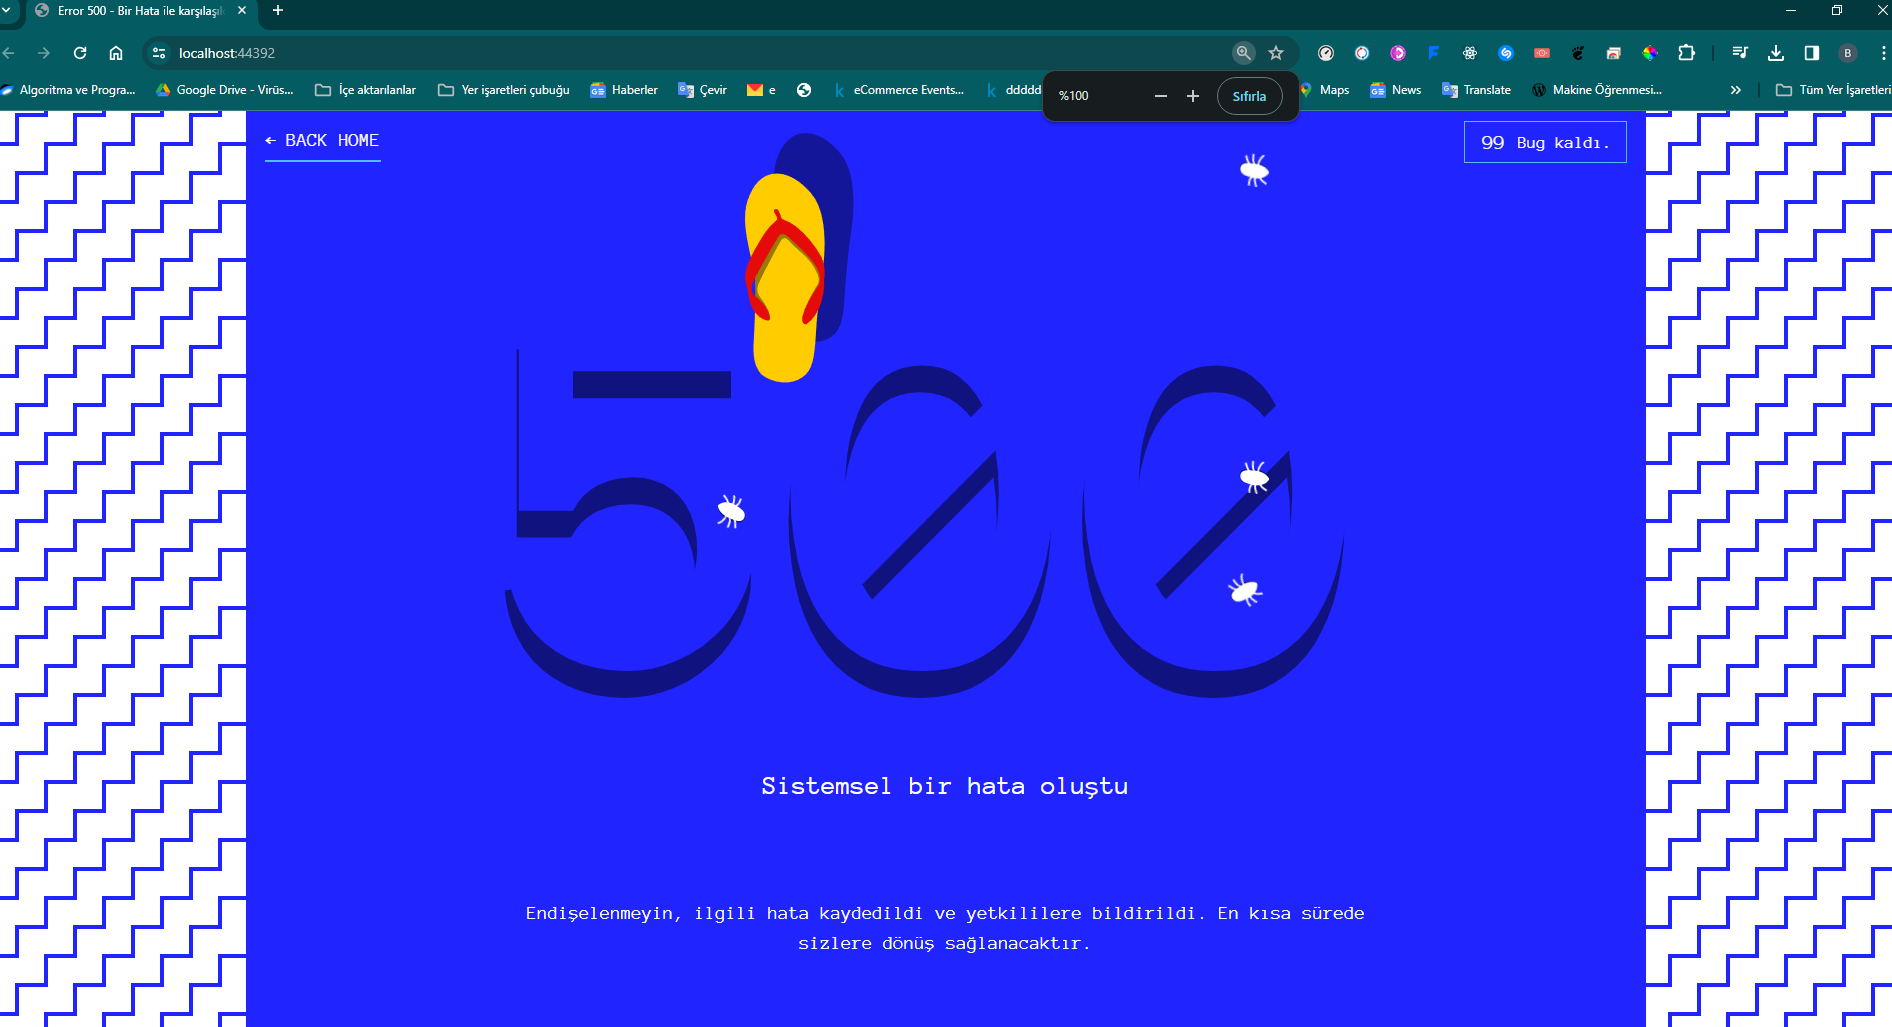 Error 500 - Bir Hata ile karşılaşıl
localhost:44392
Algoritma ve Progra...
Google Drive - Virüs...
İçe aktarılanlar
Yer işaretleri çubuğu
Haberler
Çevir
e
eCommerce Events...
ddddd
%100
Sıfırla
Maps
News
Translate
Makine Öğrenmesi...
»
Tüm Yer İşaretleri
B
← BACK HOME
99 Bug kaldı.
500
Sistemsel bir hata oluştu
Endişelenmeyin, ilgili hata kaydedildi ve yetkililere bildirildi. En kısa sürede
sizlere dönüş sağlanacaktır.